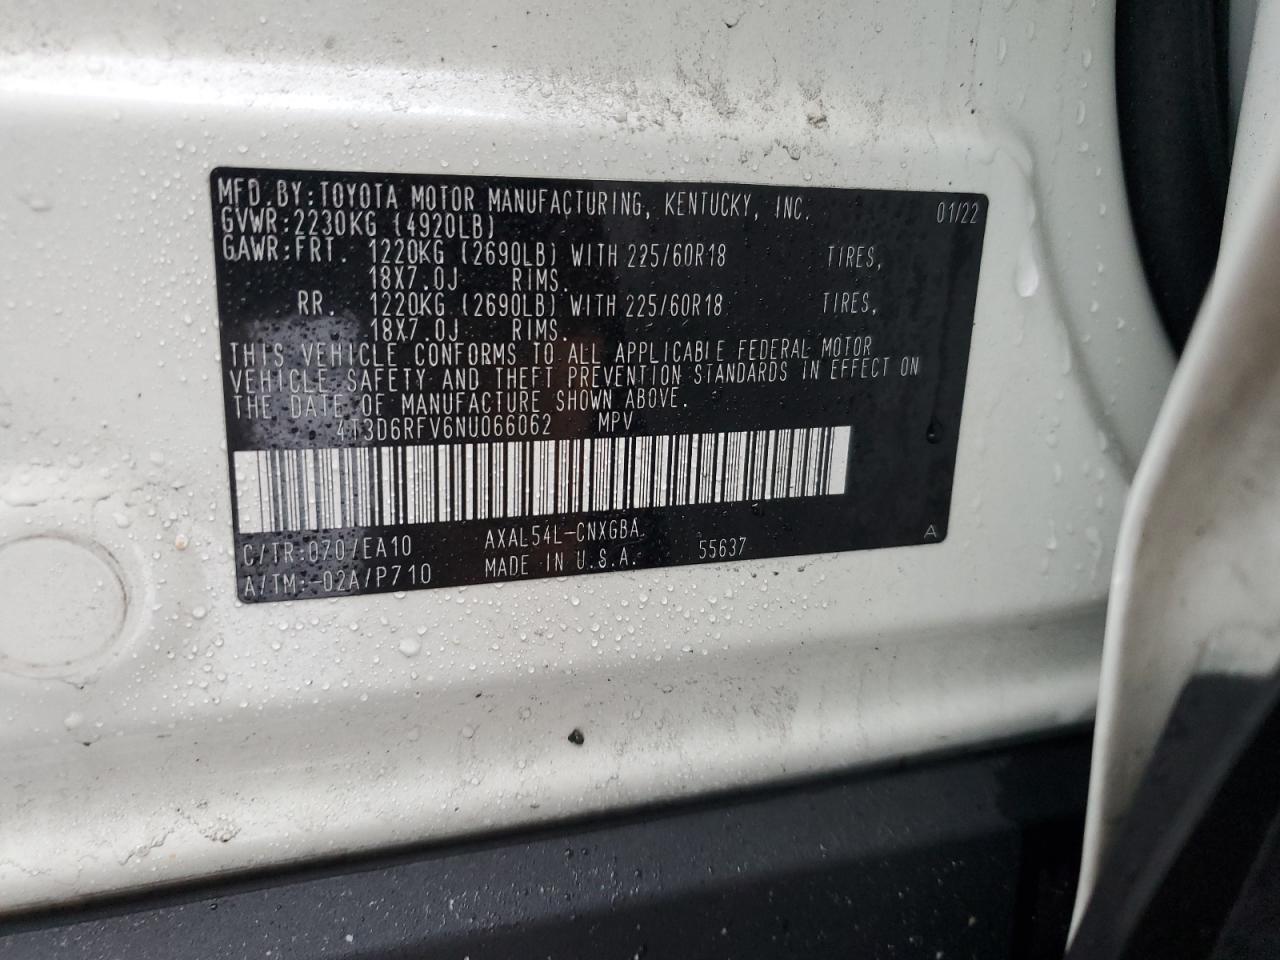 MFD.BY:TOYOTA MOTOR MANUFACTURING, KENTUCKY, INC. 01/22
GVWR:2230KG (4920LB)
GAWR:FRT. 1220KG (2690LB) WITH 225/60R18 TIRES,
18X7.0J RIMS.
RR. 1220KG (2690LB) WITH 225/60R18 TIRES,
18X7.0J RIMS.
THIS VEHICLE CONFORMS TO ALL APPLICABLE FEDERAL MOTOR
VEHICLE SAFETY AND THEFT PREVENTION STANDARDS IN EFFECT ON
THE DATE OF MANUFACTURE SHOWN ABOVE.
4T3D6RFV6NU066062 MPV
C/TR:070/EA10 AXAL54L-CNXGBA A
A/TM:-02A/P710 MADE IN U.S.A. 55637